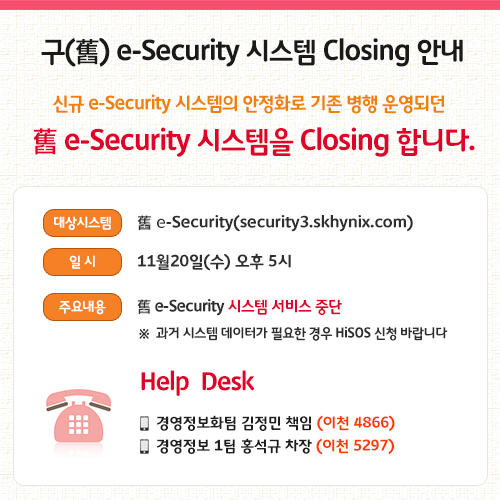 구(舊) e-Security 시스템 Closing 안내
신규 e-Security 시스템의 안정화로 기존 병행 운영되던
舊 e-Security 시스템을 Closing 합니다.
대상시스템 舊 e-Security(security3.skhynix.com)
일 시 11월20일(수) 오후 5시
주요내용 舊 e-Security 시스템 서비스 중단
※ 과거 시스템 데이터가 필요한 경우 HiSOS 신청 바랍니다
Help Desk
경영정보화팀 김정민 책임 (이천 4866)
경영정보 1팀 홍석규 차장 (이천 5297)